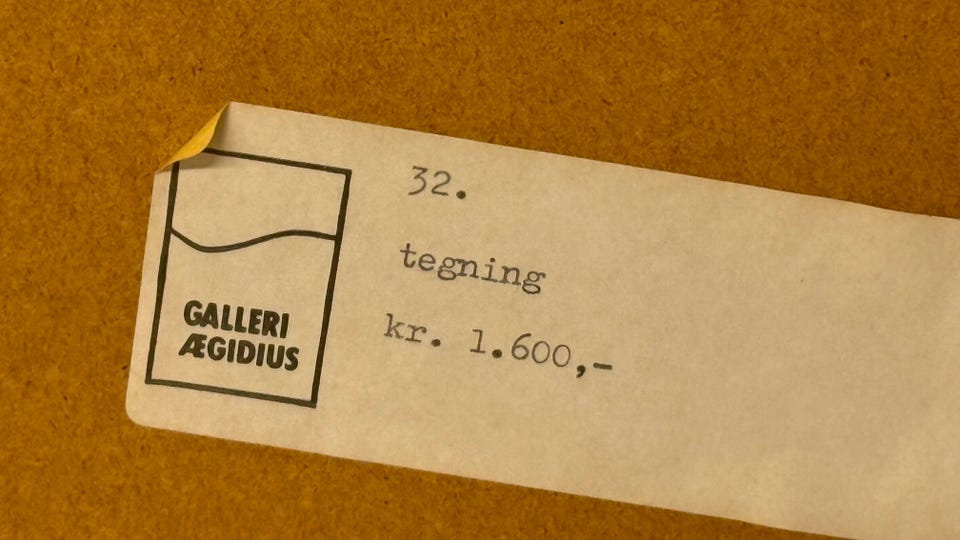 GALLERI
ÆGIDIUS
32.
tegning
kr. 1.600,-